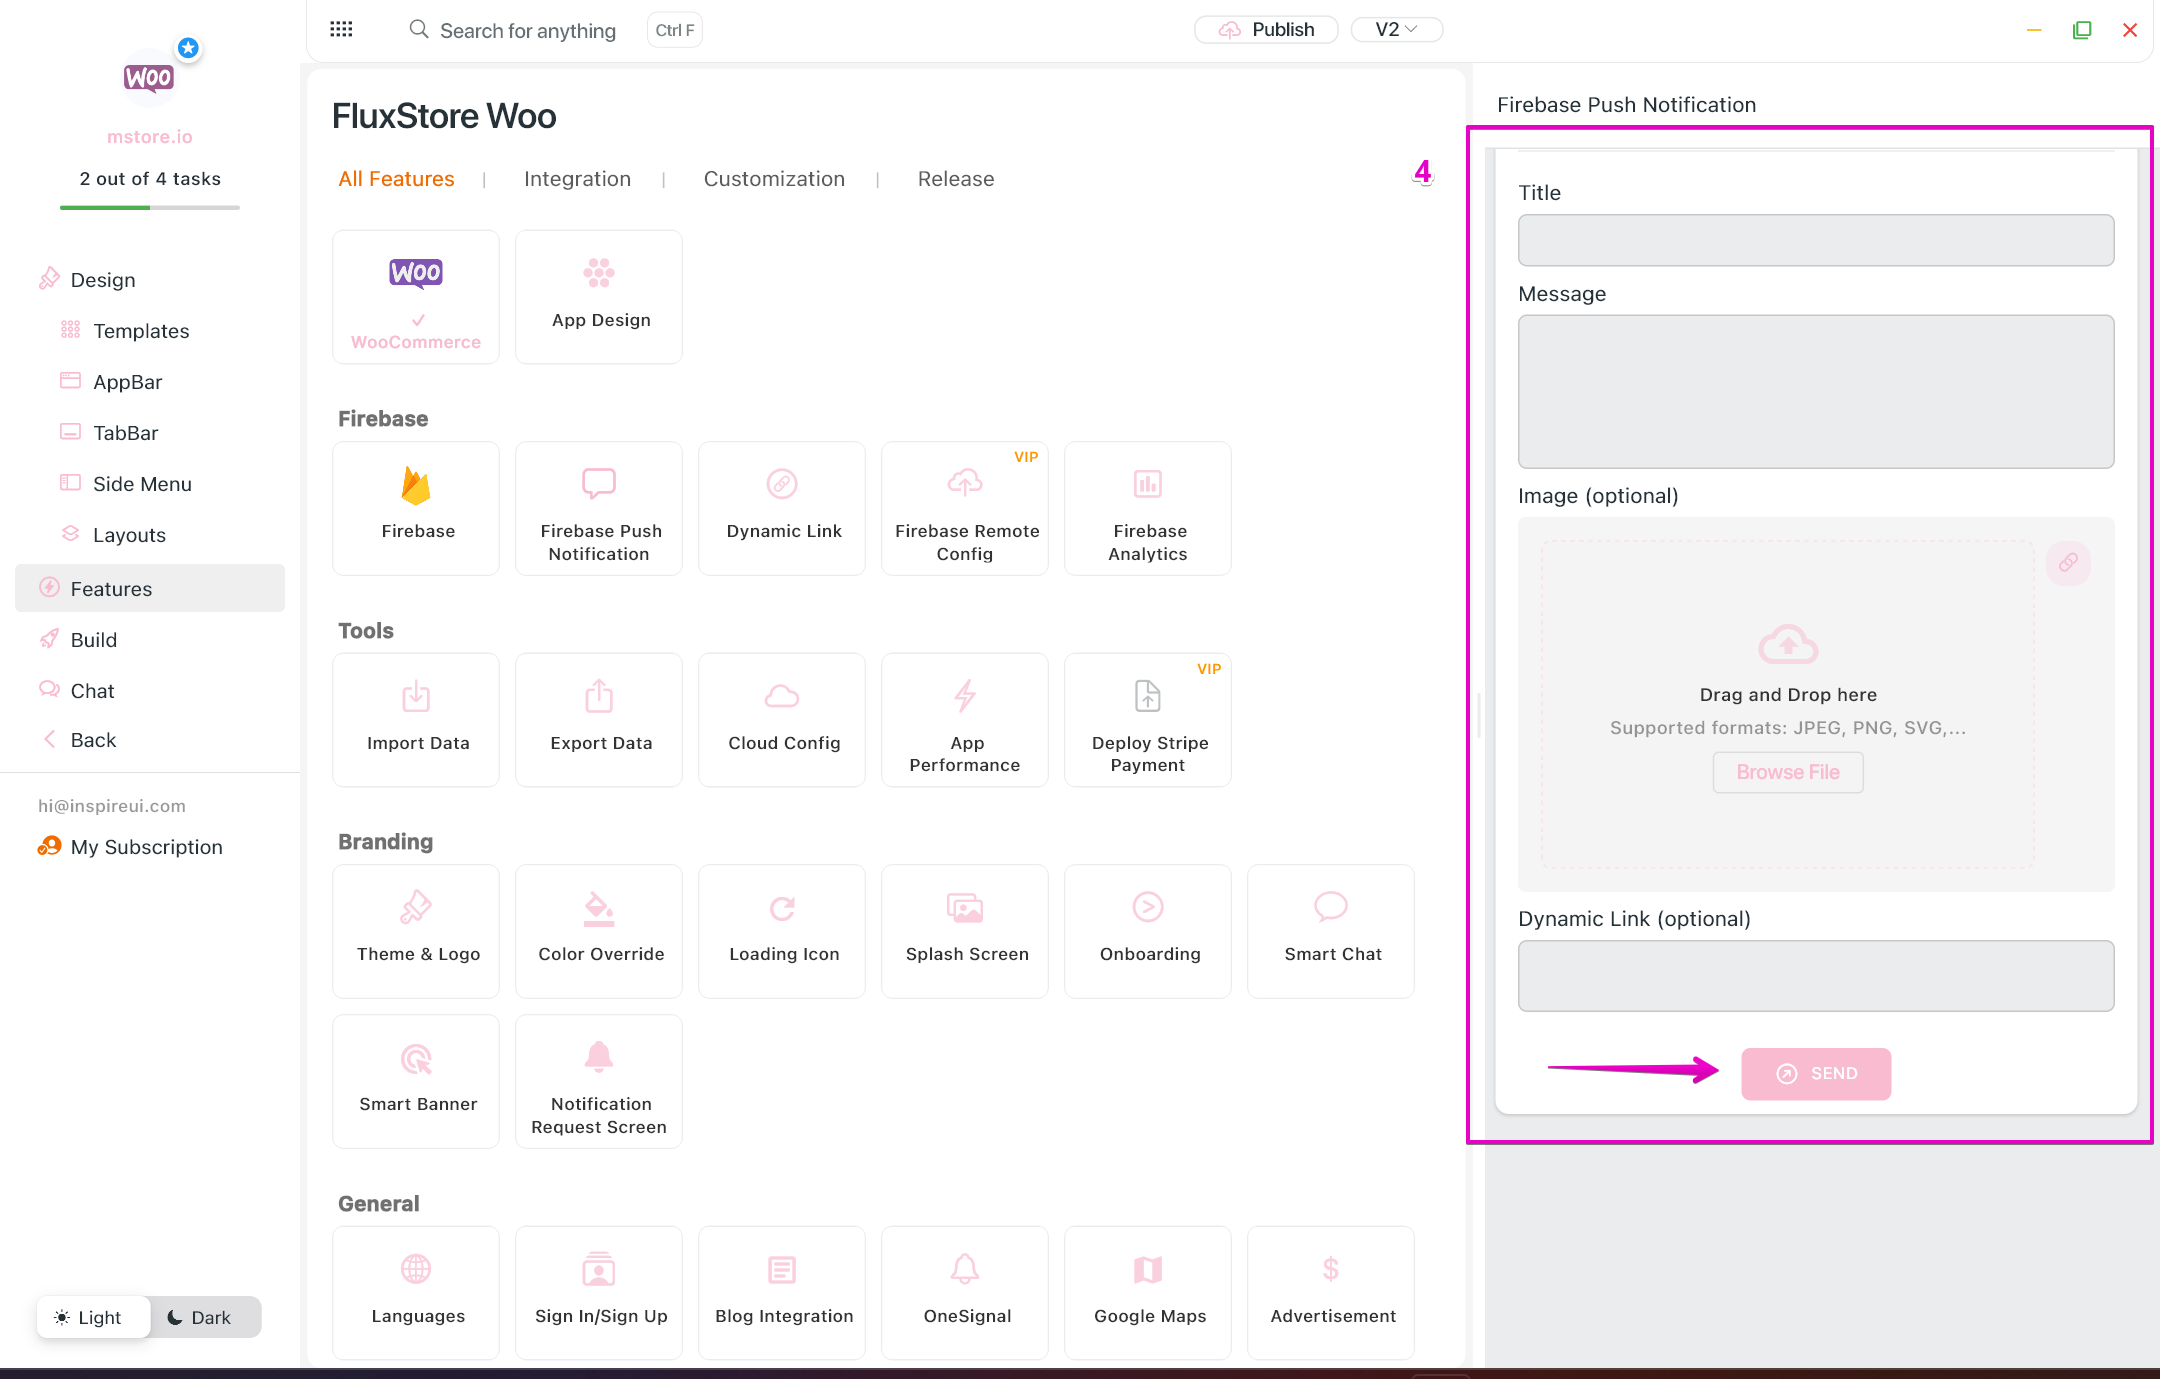 Search for anything
Ctrl F
Publish
V2
WOO
mstore.io
2 out of 4 tasks
Design
Templates
AppBar
TabBar
Side Menu
Layouts
Features
Build
Chat
Back
hi@inspireui.com
My Subscription
Light
Dark
FluxStore Woo
All Features | Integration | Customization | Release
4
WOO
WooCommerce
App Design
Firebase
Firebase
Firebase Push
Notification
Dynamic Link
VIP
Firebase Remote
Config
Firebase
Analytics
Tools
Import Data
Export Data
Cloud Config
App
Performance
VIP
Deploy Stripe
Payment
Branding
Theme & Logo
Color Override
Loading Icon
Splash Screen
Onboarding
Smart Chat
Smart Banner
Notification
Request Screen
General
Languages
Sign In/Sign Up
Blog Integration
OneSignal
Google Maps
$
Advertisement
Firebase Push Notification
Title
Message
Image (optional)
Drag and Drop here
Supported formats: JPEG, PNG, SVG,...
Browse File
Dynamic Link (optional)
SEND